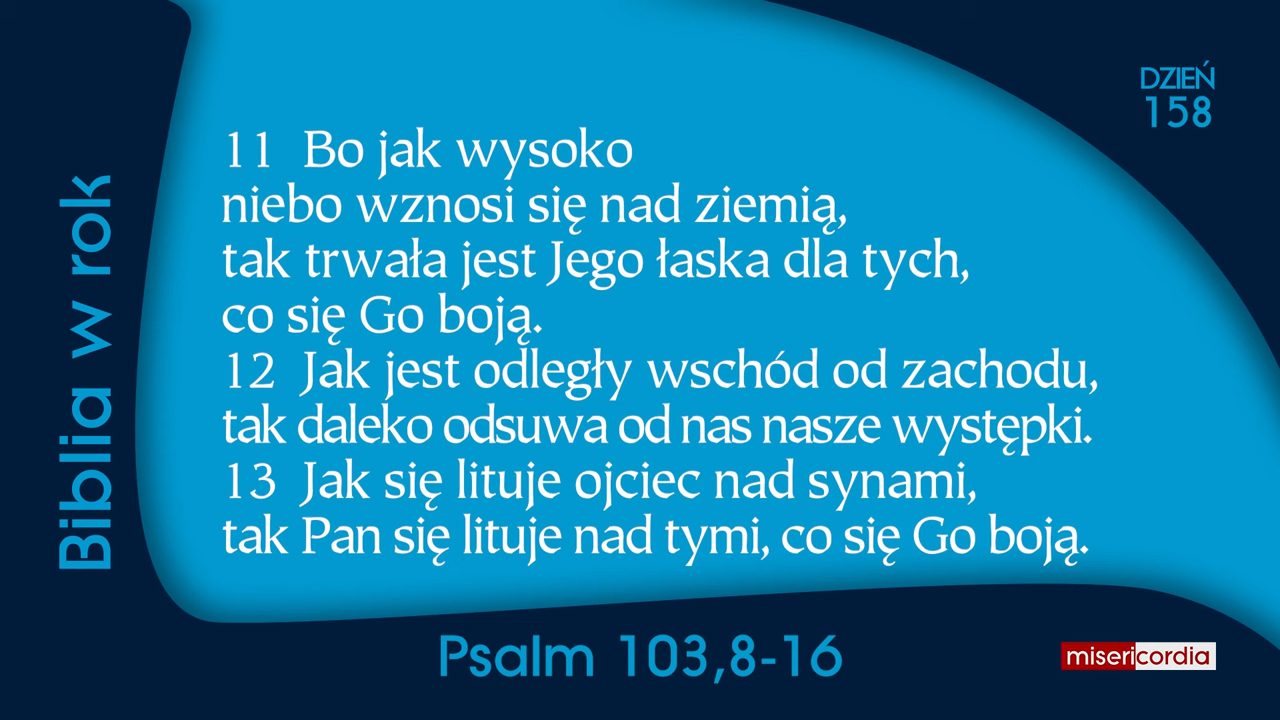 DZIEŃ
158
Biblia w rok
11 Bo jak wysoko
niebo wznosi się nad ziemią,
tak trwała jest Jego łaska dla tych,
co się Go boją.
12 Jak jest odległy wschód od zachodu,
tak daleko odsuwa od nas nasze występki.
13 Jak się lituje ojciec nad synami,
tak Pan się lituje nad tymi, co się Go boją.
Psalm 103,8-16
misericordia